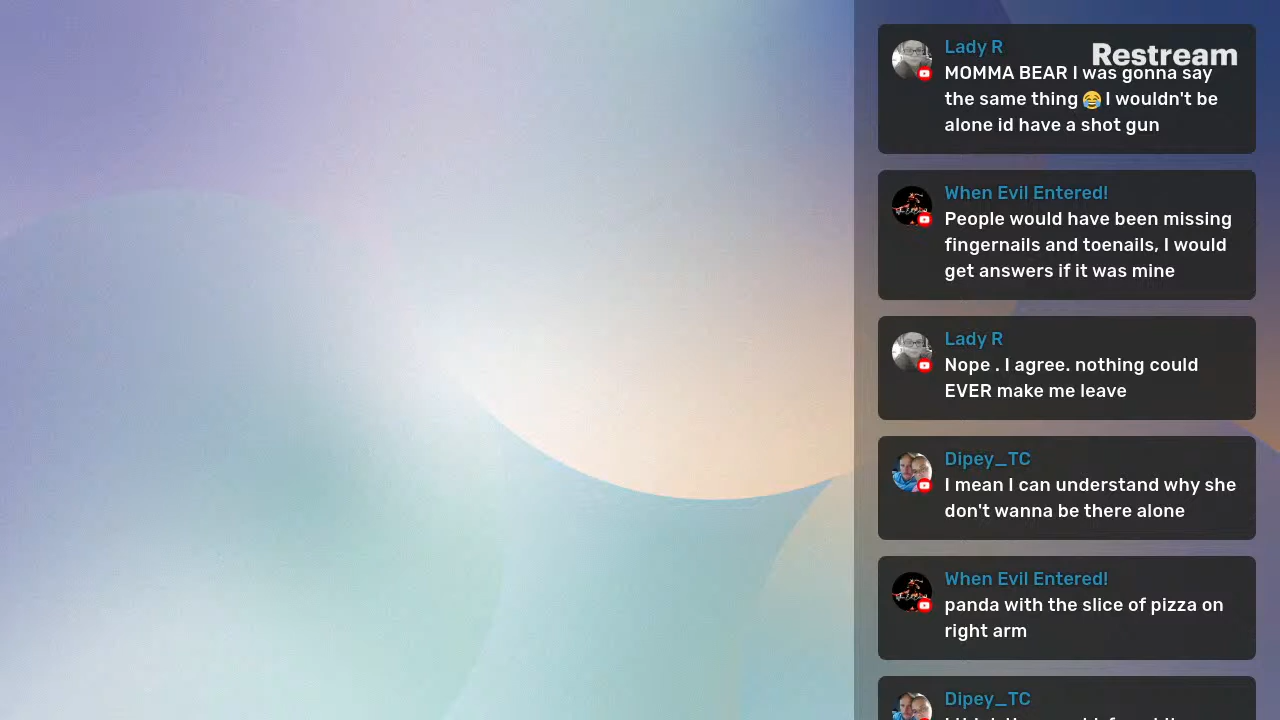 Restream
Lady R
MOMMA BEAR I was gonna say
the same thing 😂 I wouldn't be
alone id have a shot gun
When Evil Entered!
People would have been missing
fingernails and toenails, I would
get answers if it was mine
Lady R
Nope . I agree. nothing could
EVER make me leave
Dipey_TC
I mean I can understand why she
don't wanna be there alone
When Evil Entered!
panda with the slice of pizza on
right arm
Dipey_TC